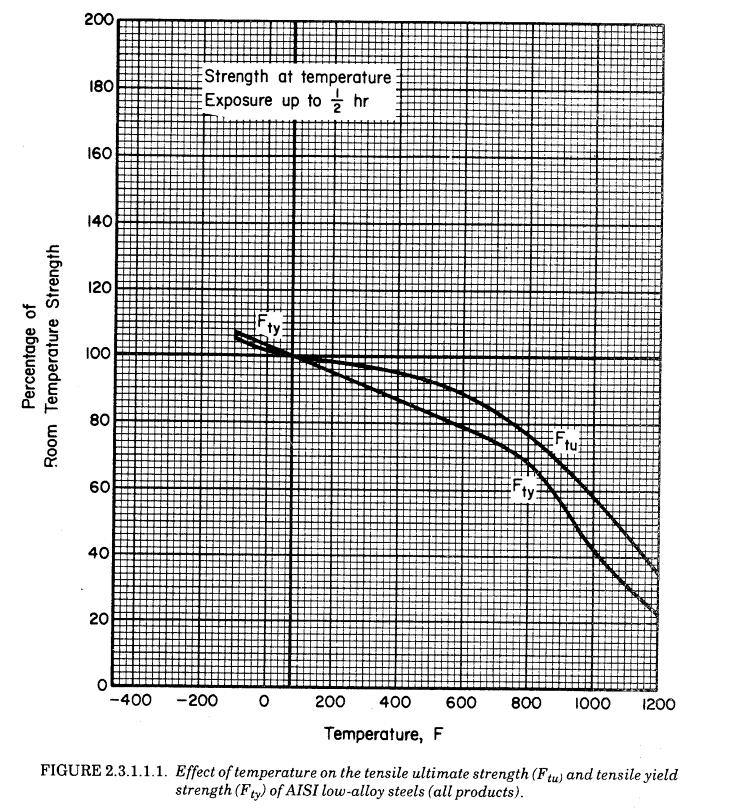 200
180
160
140
120
100
80
60
40
20
0
Percentage of
Room Temperature Strength
Strength at temperature
Exposure up to 1/2 hr
Fty
Ftu
Fty
-400 -200 0 200 400 600 800 1000 1200
Temperature, F
FIGURE 2.3.1.1.1. Effect of temperature on the tensile ultimate strength (Ftu) and tensile yield
strength (Fty) of AISI low-alloy steels (all products).